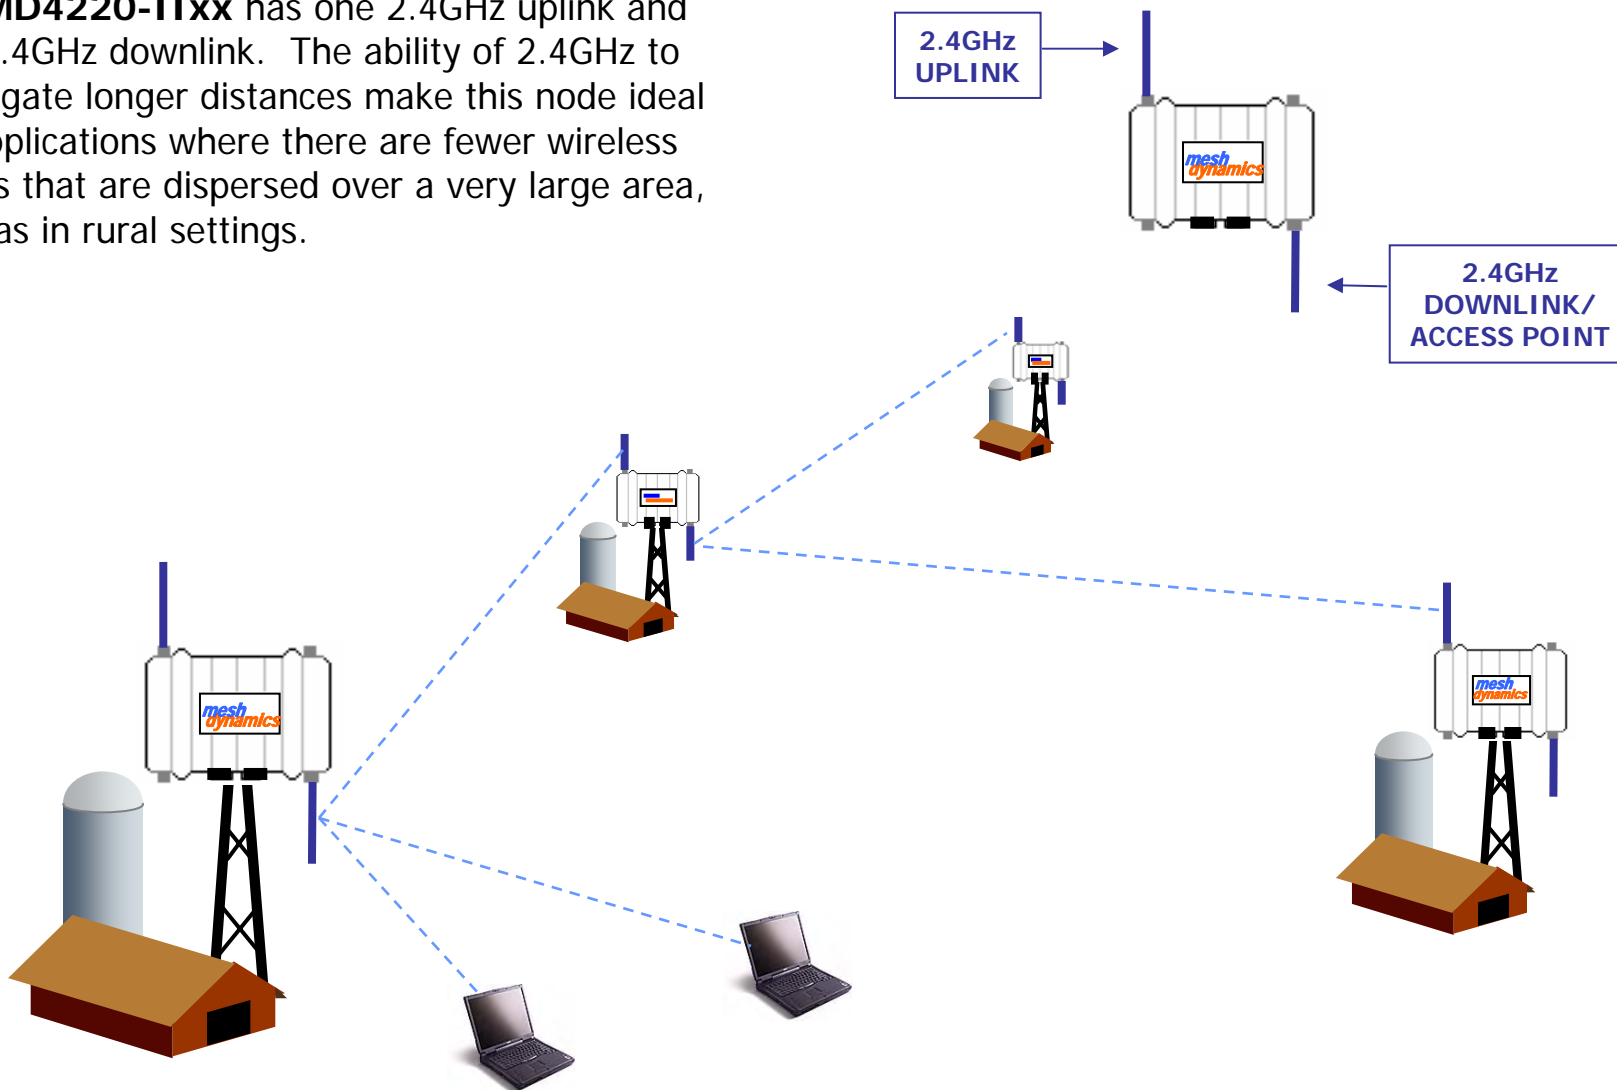 MD4220-IIxx has one 2.4GHz uplink and
.4GHz downlink. The ability of 2.4GHz to
gate longer distances make this node ideal
plications where there are fewer wireless
s that are dispersed over a very large area,
as in rural settings.
2.4GHz
UPLINK
mesh
dynamics
2.4GHz
DOWNLINK/
ACCESS POINT
mesh
dynamics
mesh
dynamics